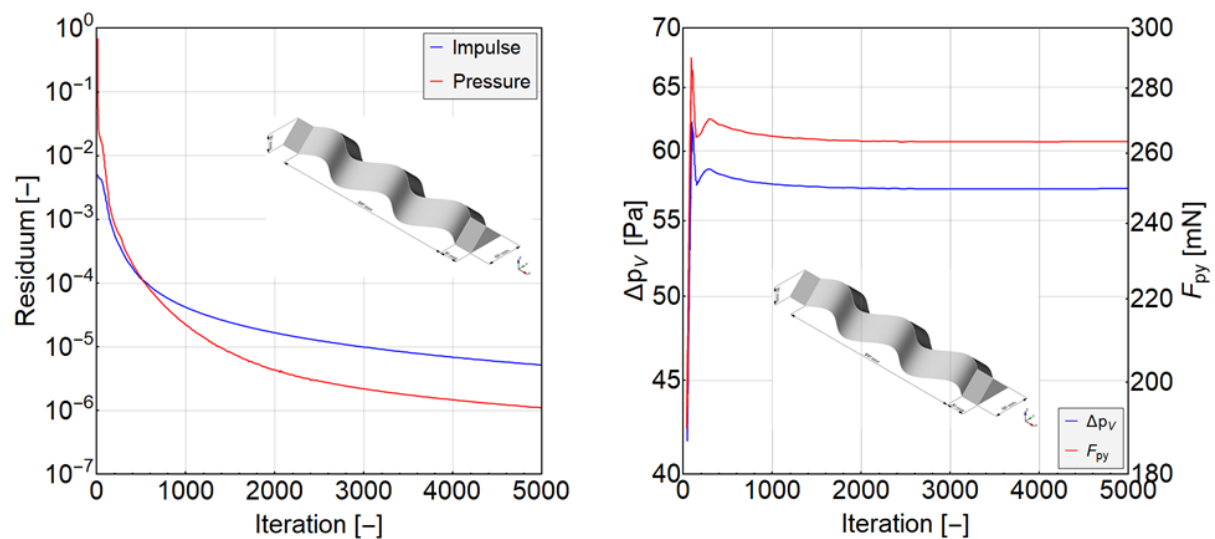 10^0
10^-1
10^-2
10^-3
10^-4
10^-5
10^-6
10^-7
Residuum [–]
Impulse
Pressure
0 1000 2000 3000 4000 5000
Iteration [–]
70
65
60
55
50
45
40
Δp_V [Pa]
300
280
260
240
220
200
180
F_py [mN]
Δp_V
F_py
0 1000 2000 3000 4000 5000
Iteration [–]